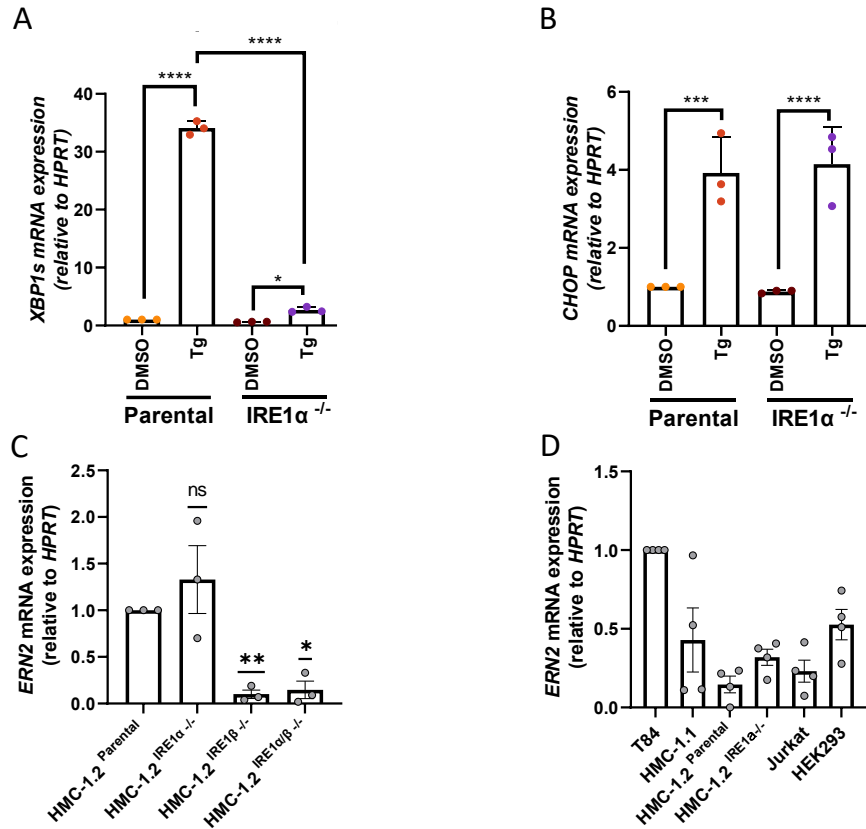 A
XBP1s mRNA expression
(relative to HPRT)
40
30
20
10
0
****
****
*
DMSO
Tg
DMSO
Tg
Parental
IRE1α -/-
B
CHOP mRNA expression
(relative to HPRT)
6
4
2
0
***
****
DMSO
Tg
DMSO
Tg
Parental
IRE1α -/-
C
ERN2 mRNA expression
(relative to HPRT)
2.5
2.0
1.5
1.0
0.5
0.0
ns
**
*
HMC-1.2 Parental
HMC-1.2 IRE1α -/-
HMC-1.2 IRE1β -/-
HMC-1.2 IRE1α/β -/-
D
ERN2 mRNA expression
(relative to HPRT)
1.5
1.0
0.5
0.0
T84
HMC-1.1
HMC-1.2 Parental
HMC-1.2 IRE1a-/-
Jurkat
HEK293